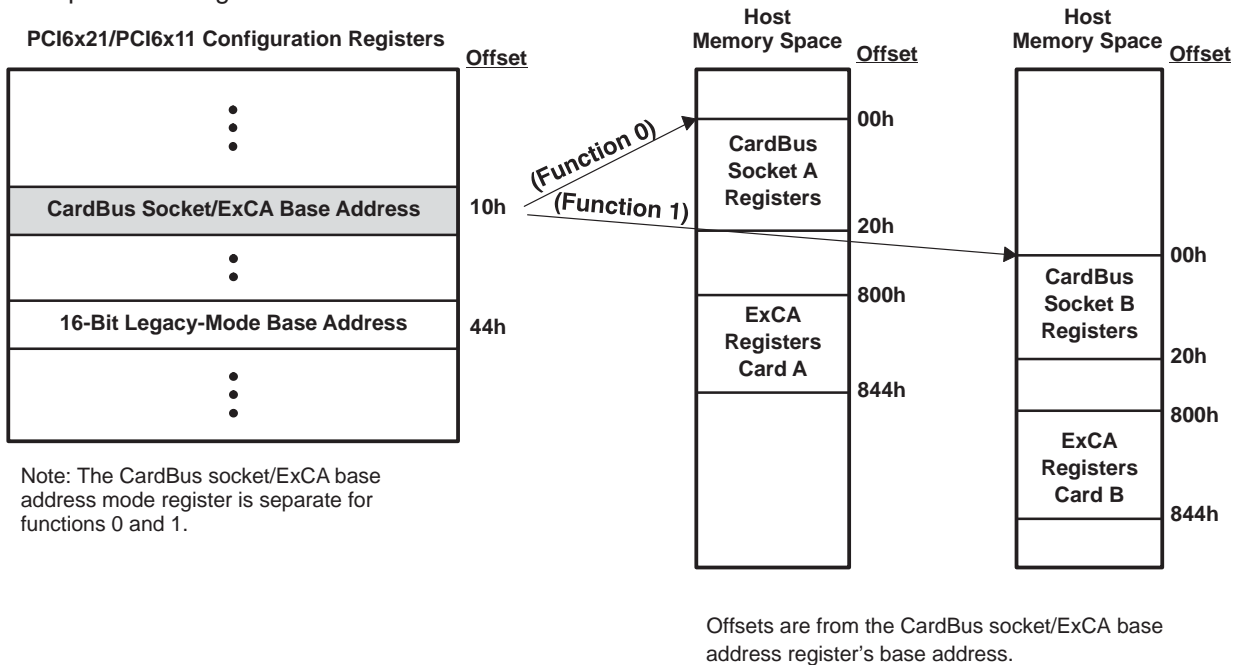 PCI6x21/PCI6x11 Configuration Registers
Offset
CardBus Socket/ExCA Base Address
10h
16-Bit Legacy-Mode Base Address
44h
Note: The CardBus socket/ExCA base
address mode register is separate for
functions 0 and 1.
(Function 0)
(Function 1)
Host
Memory Space
Offset
00h
CardBus
Socket A
Registers
20h
800h
ExCA
Registers
Card A
844h
Host
Memory Space
Offset
00h
CardBus
Socket B
Registers
20h
800h
ExCA
Registers
Card B
844h
Offsets are from the CardBus socket/ExCA base
address register's base address.